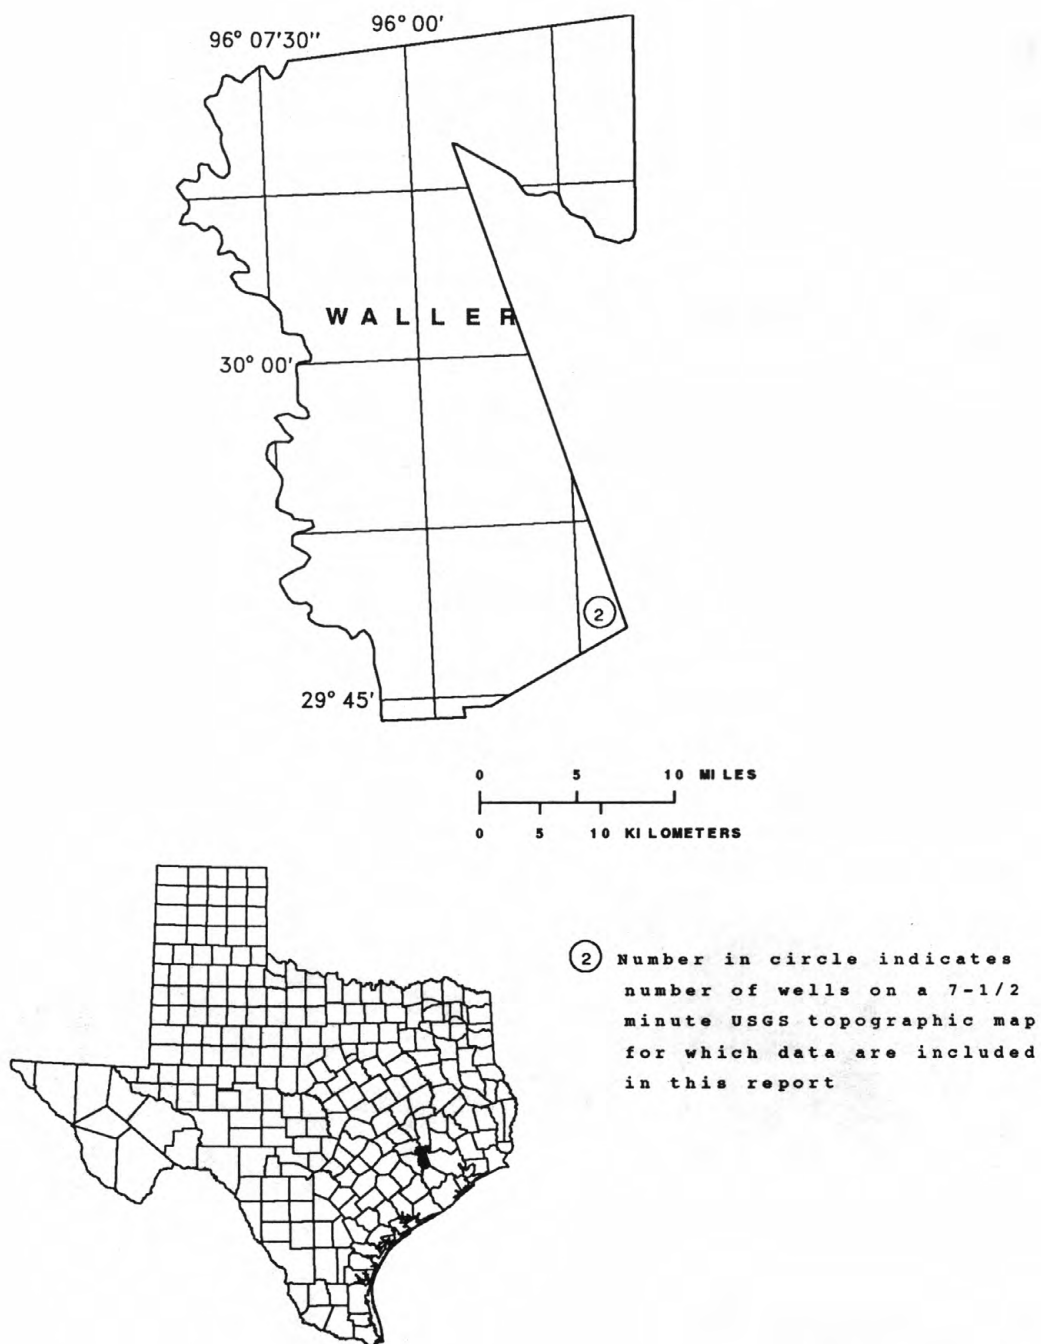 96° 07'30"
96° 00'
W A L L E R
30° 00'
2
29° 45'
0 5 10 MILES
0 5 10 KILOMETERS
2 Number in circle indicates
number of wells on a 7-1/2
minute USGS topographic map
for which data are included
in this report